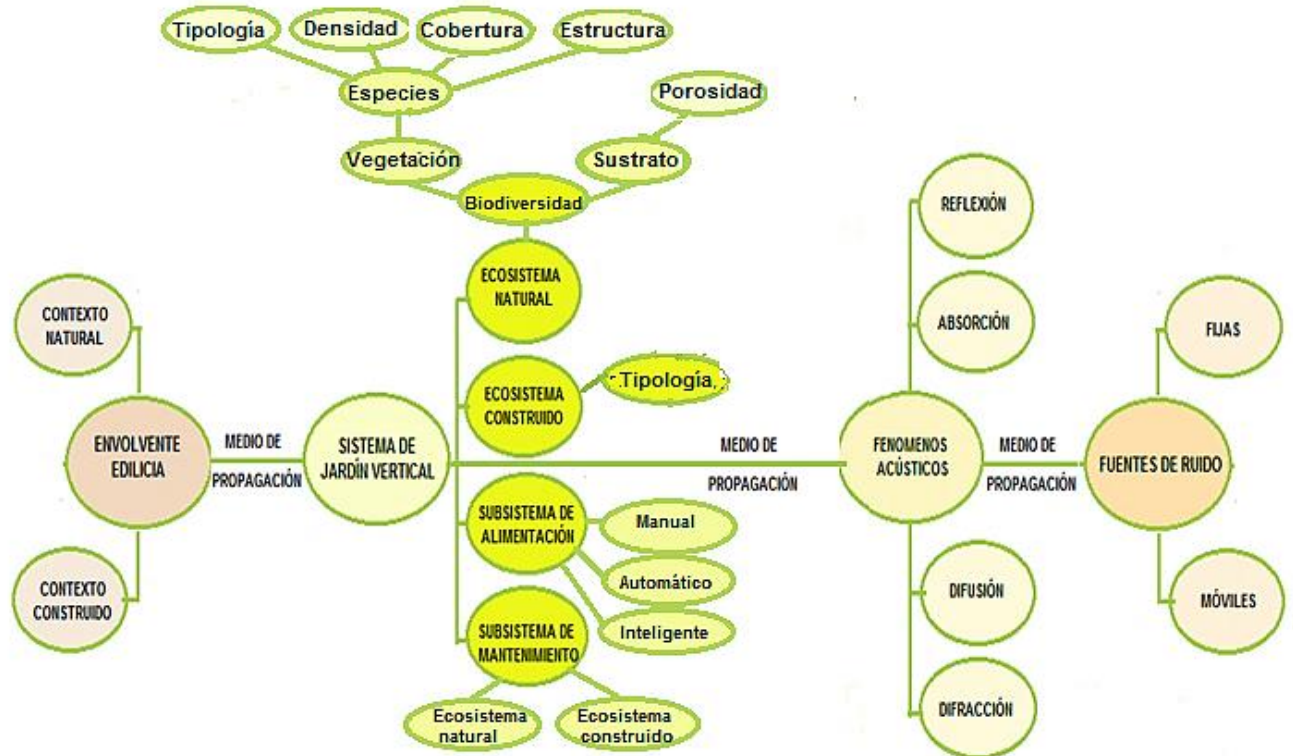 Tipología
Densidad
Cobertura
Estructura
Especies
Porosidad
Vegetación
Sustrato
Biodiversidad
ECOSISTEMA
NATURAL
ECOSISTEMA
CONSTRUIDO
Tipología
CONTEXTO
NATURAL
ENVOLVENTE
EDILICIA
CONTEXTO
CONSTRUIDO
MEDIO DE
PROPAGACIÓN
SISTEMA DE
JARDÍN VERTICAL
SUBSISTEMA DE
ALIMENTACIÓN
Manual
Automático
Inteligente
SUBSISTEMA DE
MANTENIMIENTO
Ecosistema
natural
Ecosistema
construido
MEDIO DE
PROPAGACIÓN
REFLEXIÓN
ABSORCIÓN
FENOMENOS
ACÚSTICOS
DIFUSIÓN
DIFRACCIÓN
MEDIO DE
PROPAGACIÓN
FIJAS
FUENTES DE RUIDO
MÓVILES